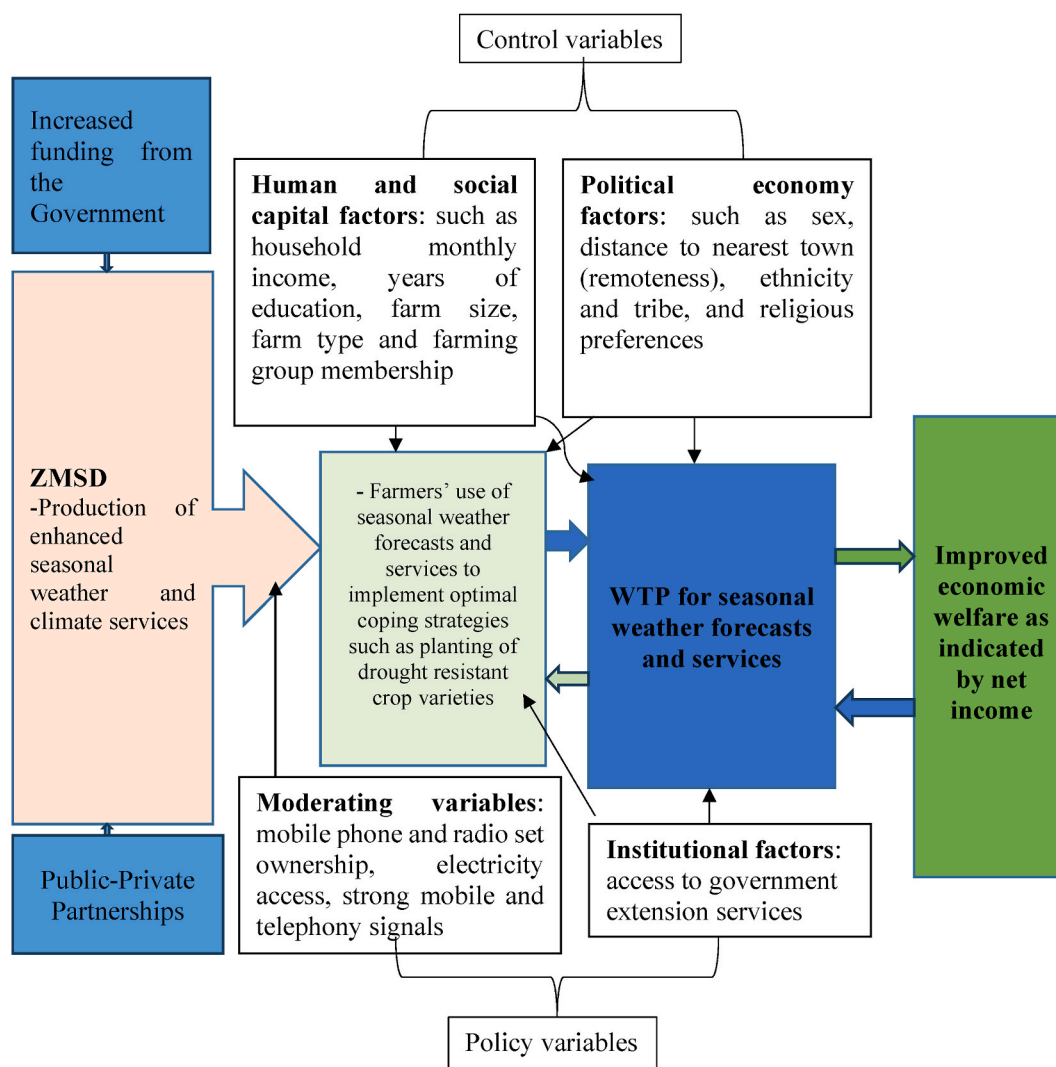 Control variables
Increased
funding from
the
Government
Human and social
capital factors: such as
household monthly
income, years of
education, farm size,
farm type and farming
group membership
Political economy
factors: such as sex,
distance to nearest town
(remoteness), ethnicity
and tribe, and religious
preferences
ZMSD
-Production of
enhanced
seasonal
weather and
climate services
- Farmers’ use of
seasonal weather
forecasts and
services to
implement optimal
coping strategies
such as planting of
drought resistant
crop varieties
WTP for seasonal
weather forecasts
and services
Improved
economic
welfare as
indicated
by net
income
Moderating variables:
mobile phone and radio set
ownership, electricity
access, strong mobile and
telephony signals
Institutional factors:
access to government
extension services
Public-Private
Partnerships
Policy variables